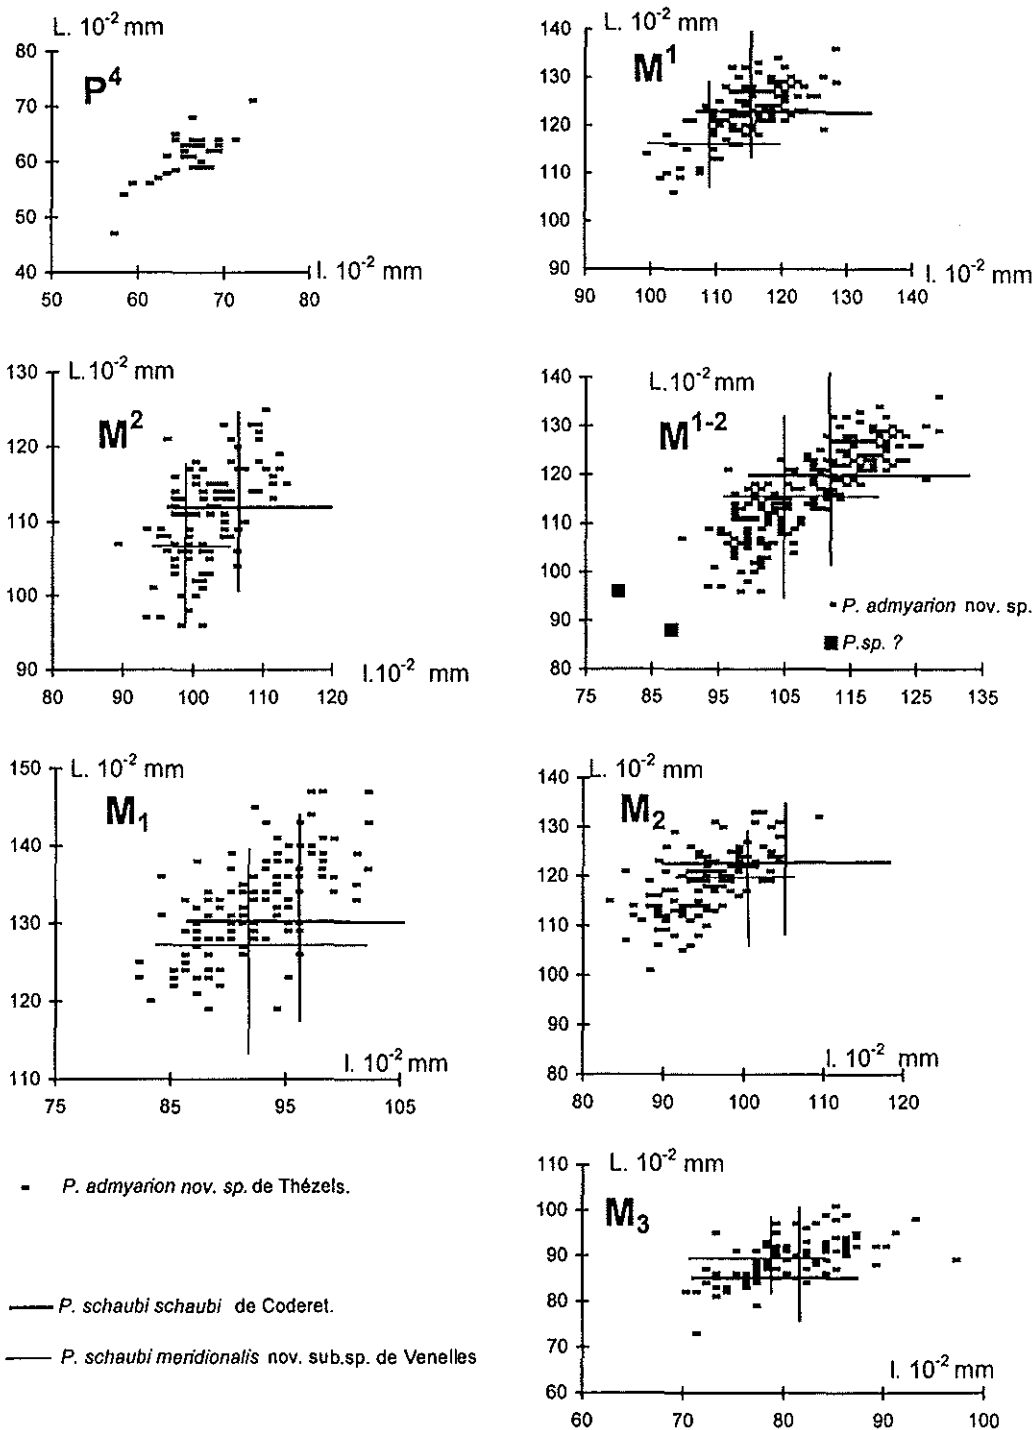 L. 10⁻² mm
P⁴
80
70
60
50
40
50 60 70 80
l. 10⁻² mm
L. 10⁻² mm
M¹
140
130
120
110
100
90
90 100 110 120 130 140
l. 10⁻² mm
L.10⁻² mm
M²
130
120
110
100
90
80 90 100 110 120
l.10⁻² mm
L.10⁻² mm
M¹⁻²
140
130
120
110
100
90
80
75 85 95 105 115 125 135
P. admyarion nov. sp.
P.sp. ?
L. 10⁻² mm
M₁
150
140
130
120
110
75 85 95 105
l. 10⁻² mm
L. 10⁻² mm
M₂
140
130
120
110
100
90
80
80 90 100 110 120
l. 10⁻² mm
P. admyarion nov. sp. de Thézels.
P. schaubi schaubi de Coderet.
P. schaubi meridionalis nov. sub.sp. de Venelles
L. 10⁻² mm
M₃
110
100
90
80
70
60
60 70 80 90 100
l. 10⁻² mm